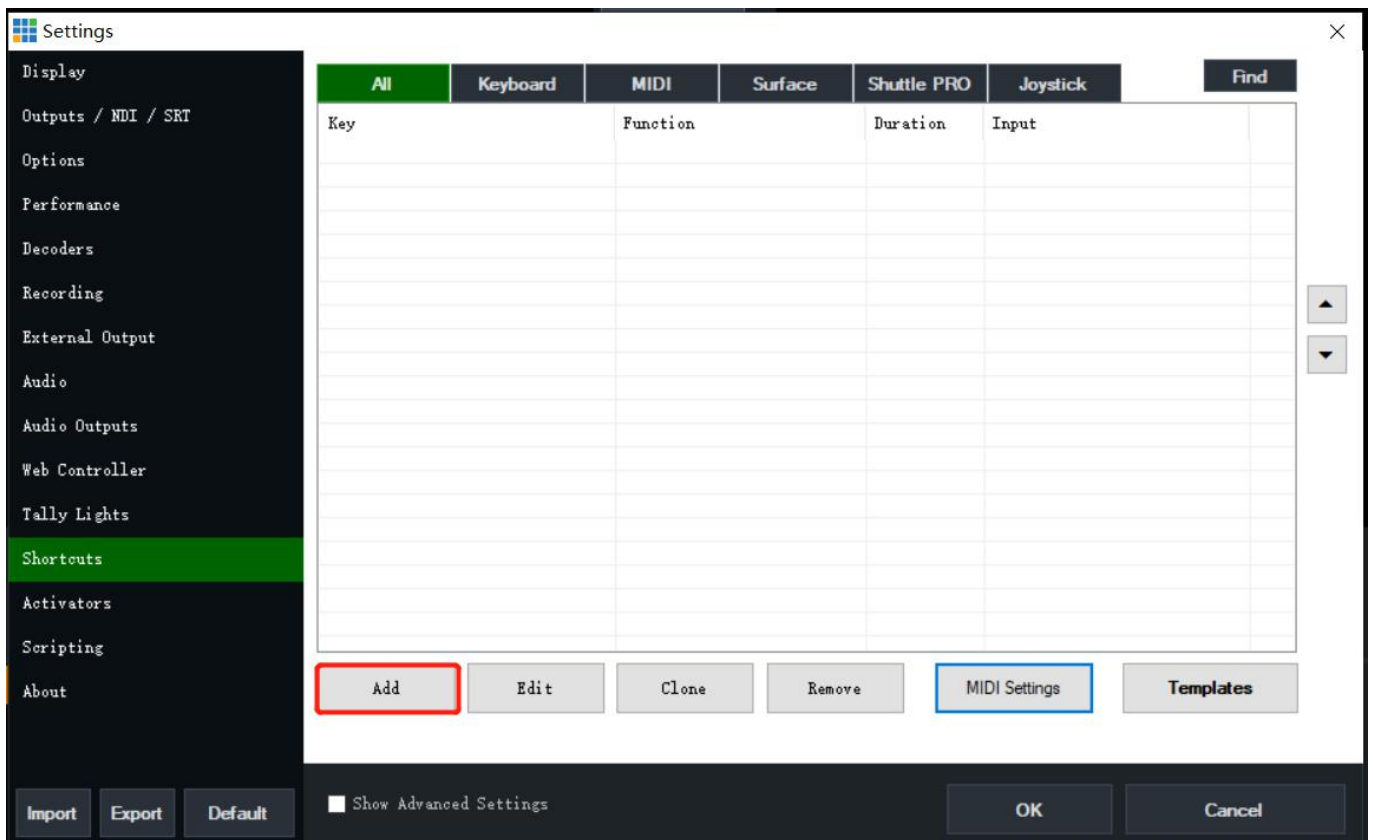 Settings
Display
Outputs / NDI / SRT
Options
Performance
Decoders
Recording
External Output
Audio
Audio Outputs
Web Controller
Tally Lights
Shortcuts
Activators
Scripting
About
Import Export Default
All Keyboard MIDI Surface Shuttle PRO Joystick Find
Key Function Duration Input
Add Edit Clone Remove MIDI Settings Templates
Show Advanced Settings
OK Cancel